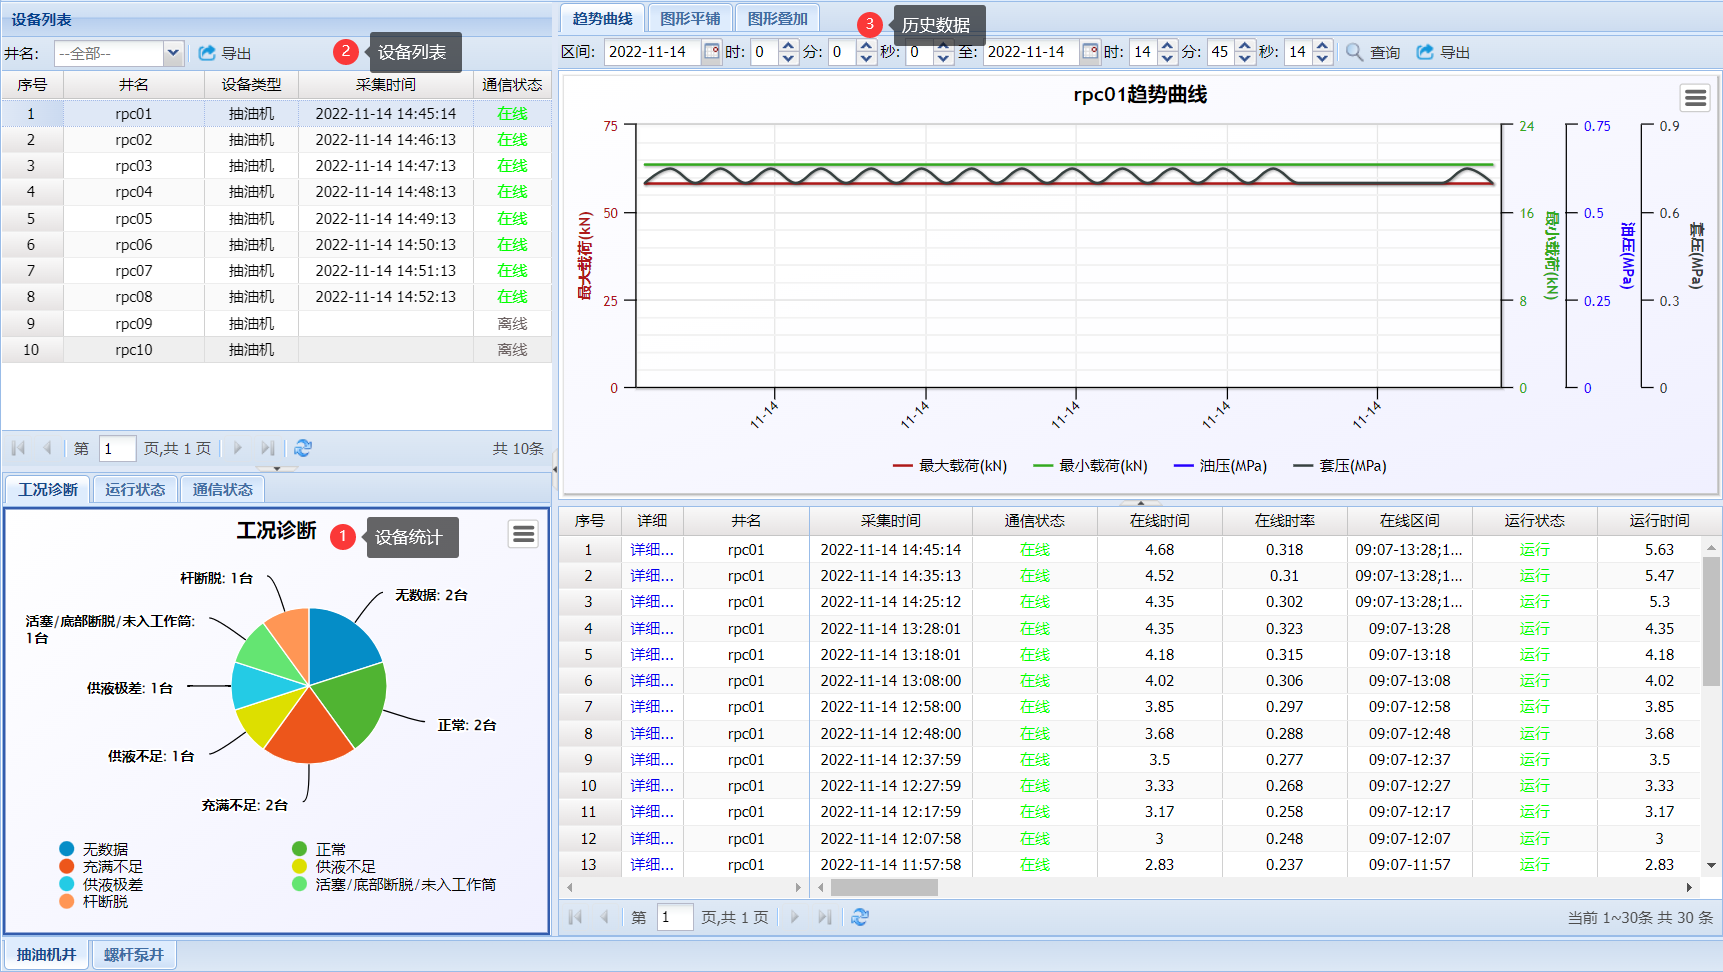 设备列表
井名: --全部-- 导出 2 设备列表
序号 井名 设备类型 采集时间 通信状态
1 rpc01 抽油机 2022-11-14 14:45:14 在线
2 rpc02 抽油机 2022-11-14 14:46:13 在线
3 rpc03 抽油机 2022-11-14 14:47:13 在线
4 rpc04 抽油机 2022-11-14 14:48:13 在线
5 rpc05 抽油机 2022-11-14 14:49:13 在线
6 rpc06 抽油机 2022-11-14 14:50:13 在线
7 rpc07 抽油机 2022-11-14 14:51:13 在线
8 rpc08 抽油机 2022-11-14 14:52:13 在线
9 rpc09 抽油机 离线
10 rpc10 抽油机 离线
第 1 页,共 1 页 共 10条
工况诊断 运行状态 通信状态
工况诊断 1 设备统计
杆断脱: 1台
无数据: 2台
活塞/底部断脱/未入工作筒:
1台
供液极差: 1台
正常: 2台
供液不足: 1台
充满不足: 2台
无数据 正常
充满不足 供液不足
供液极差 活塞/底部断脱/未入工作筒
杆断脱
抽油机井 螺杆泵井
趋势曲线 图形平铺 图形叠加 3 历史数据
区间: 2022-11-14 时: 0 分: 0 秒: 0 至: 2022-11-14 时: 14 分: 45 秒: 14 查询 导出
rpc01趋势曲线
75 24 0.75 0.9
50 16 0.5 0.6
25 8 0.25 0.3
0 0 0 0
最大载荷(kN)
最小载荷(kN)
油压(MPa)
套压(MPa)
11-14 11-14 11-14 11-14 11-14
最大载荷(kN) 最小载荷(kN) 油压(MPa) 套压(MPa)
序号 详细 井名 采集时间 通信状态 在线时间 在线时率 在线区间 运行状态 运行时间
1 详细... rpc01 2022-11-14 14:45:14 在线 4.68 0.318 09:07-13:28;1... 运行 5.63
2 详细... rpc01 2022-11-14 14:35:13 在线 4.52 0.31 09:07-13:28;1... 运行 5.47
3 详细... rpc01 2022-11-14 14:25:12 在线 4.35 0.302 09:07-13:28;1... 运行 5.3
4 详细... rpc01 2022-11-14 13:28:01 在线 4.35 0.323 09:07-13:28 运行 4.35
5 详细... rpc01 2022-11-14 13:18:01 在线 4.18 0.315 09:07-13:18 运行 4.18
6 详细... rpc01 2022-11-14 13:08:00 在线 4.02 0.306 09:07-13:08 运行 4.02
7 详细... rpc01 2022-11-14 12:58:00 在线 3.85 0.297 09:07-12:58 运行 3.85
8 详细... rpc01 2022-11-14 12:48:00 在线 3.68 0.288 09:07-12:48 运行 3.68
9 详细... rpc01 2022-11-14 12:37:59 在线 3.5 0.277 09:07-12:37 运行 3.5
10 详细... rpc01 2022-11-14 12:27:59 在线 3.33 0.268 09:07-12:27 运行 3.33
11 详细... rpc01 2022-11-14 12:17:59 在线 3.17 0.258 09:07-12:17 运行 3.17
12 详细... rpc01 2022-11-14 12:07:58 在线 3 0.248 09:07-12:07 运行 3
13 详细... rpc01 2022-11-14 11:57:58 在线 2.83 0.237 09:07-11:57 运行 2.83
第 1 页,共 1 页 当前 1~30条 共 30 条